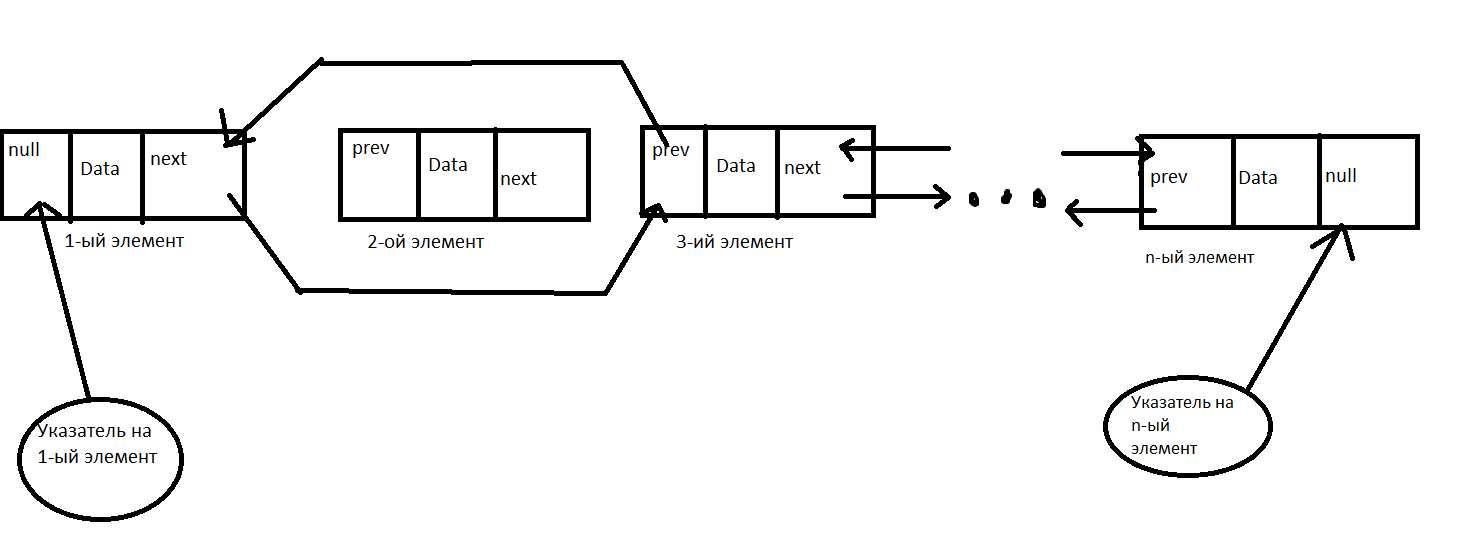 null
Data
next
1-ый элемент
prev
Data
next
2-ой элемент
prev
Data
next
3-ий элемент
prev
Data
null
n-ый элемент
Указатель на
1-ый элемент
Указатель на
n-ый
элемент